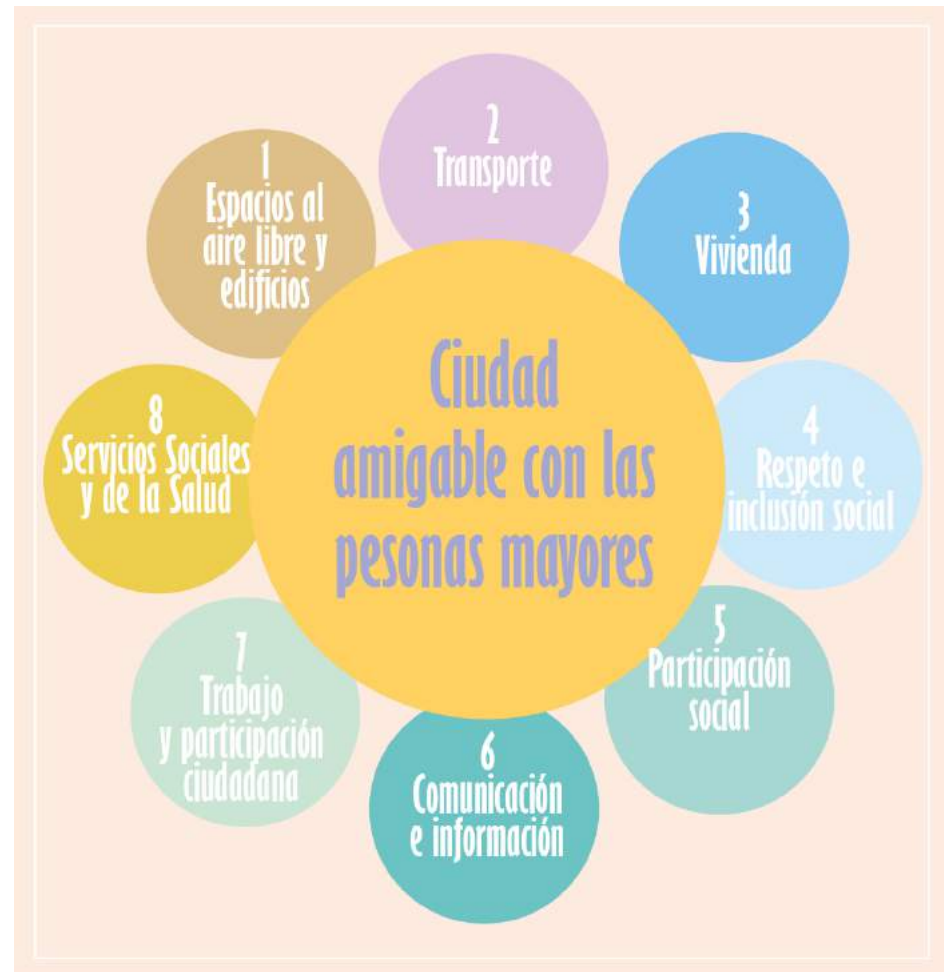 1
Espacios al
aire libre y
edificios
2
Transporte
3
Vivienda
4
Respeto e
inclusión social
5
Participación
social
6
Comunicación
e información
7
Trabajo
y participación
ciudadana
8
Servicios Sociales
y de la Salud
Ciudad
amigable con las
pesonas mayores